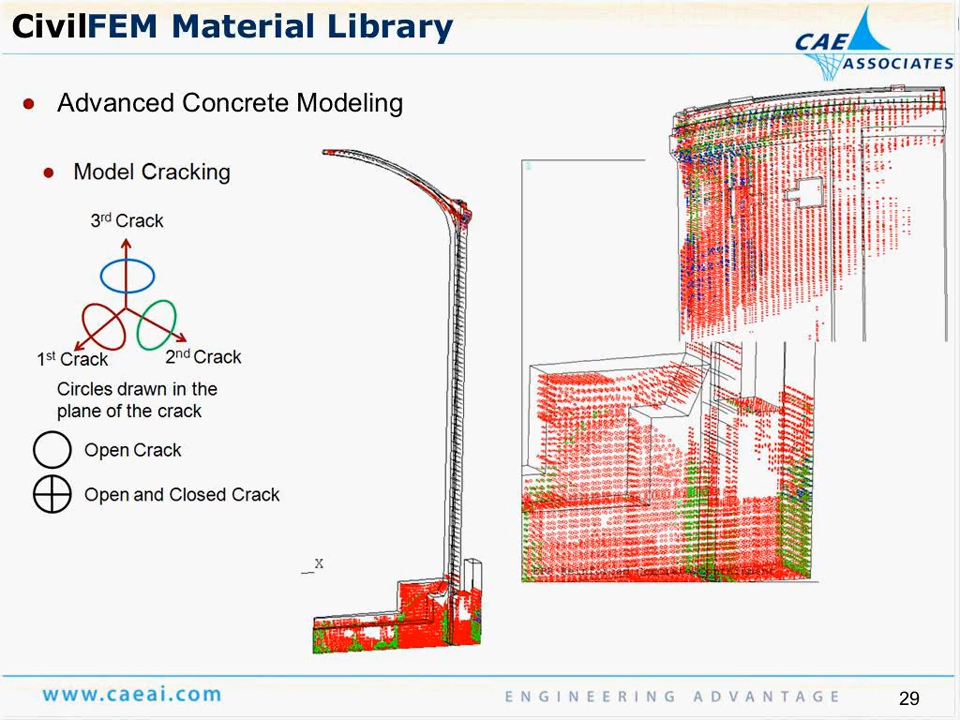 CivilFEM Material Library
CAE
ASSOCIATES
● Advanced Concrete Modeling
● Model Cracking
3rd Crack
1st Crack
2nd Crack
Circles drawn in the
plane of the crack
Open Crack
Open and Closed Crack
X
www.caeai.com
ENGINEERING ADVANTAGE
29